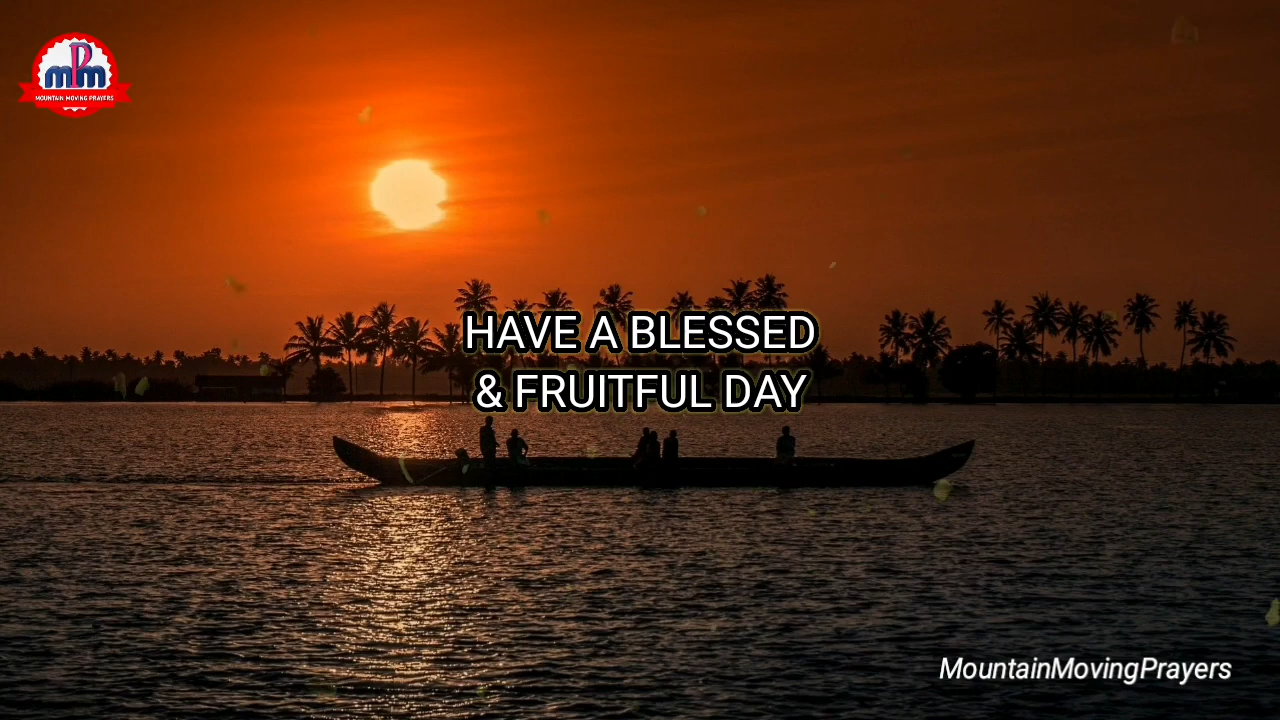 mPm
MOUNTAIN MOVING PRAYERS
HAVE A BLESSED
& FRUITFUL DAY
MountainMovingPrayers